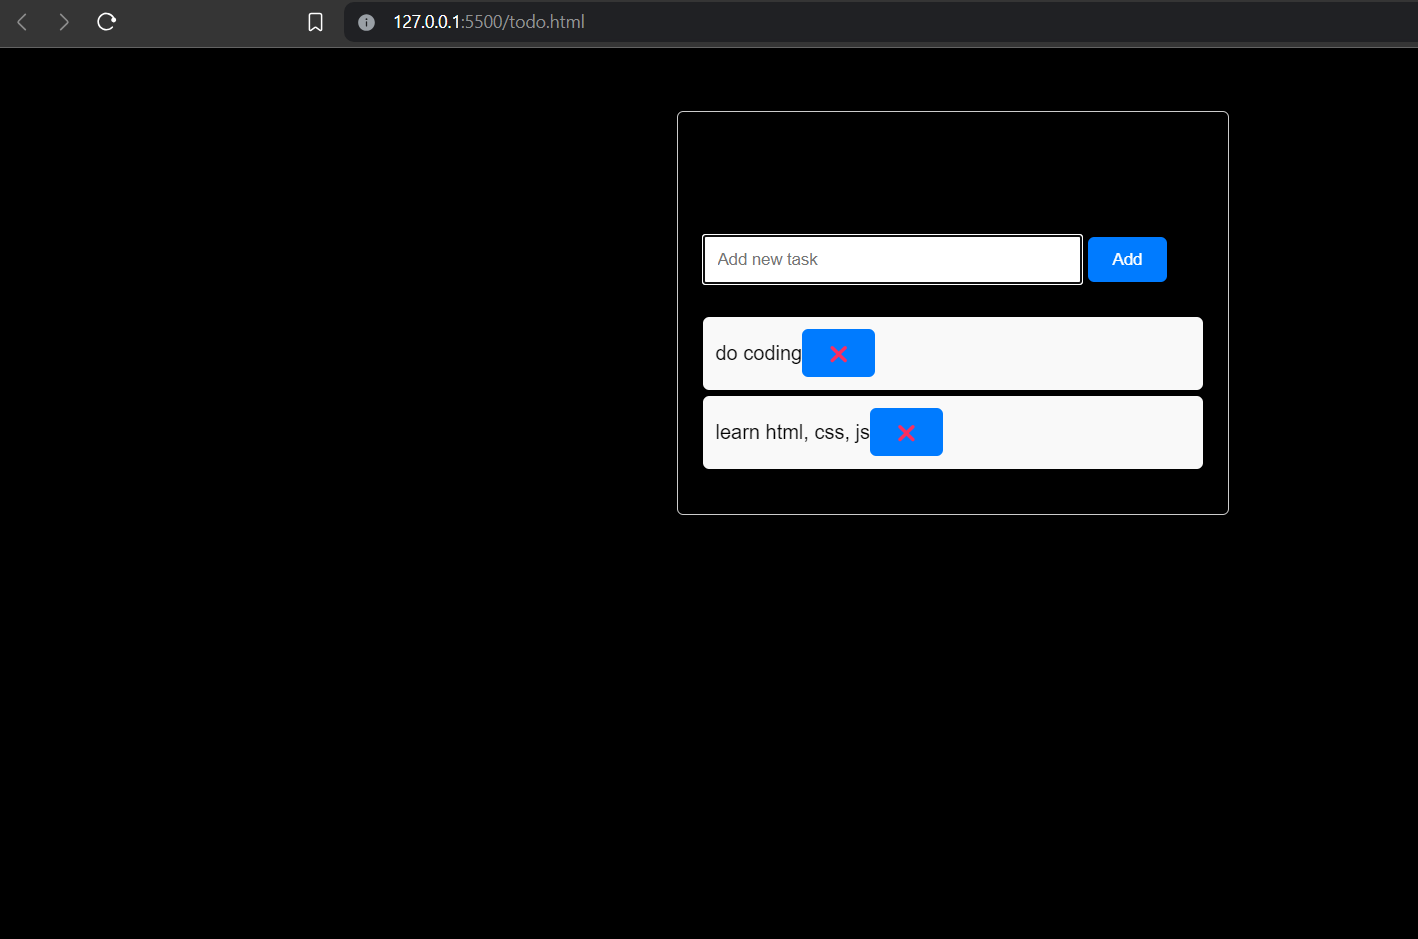 127.0.0.1:5500/todo.html
Add new task
Add
do coding
learn html, css, js